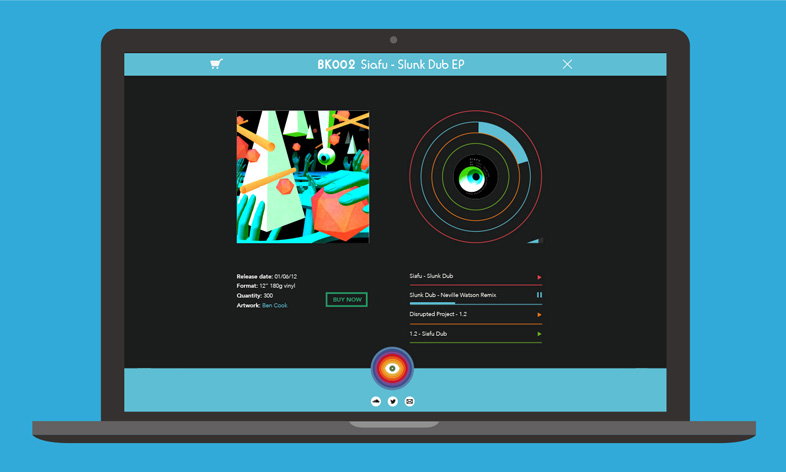 BK002 Siafu - Slunk Dub EP
Release date: 01/06/12
Format: 12" 180g vinyl
Quantity: 300
Artwork: Ben Cook
BUY NOW
Siafu - Slunk Dub
Slunk Dub - Neville Watson Remix
Disrupted Project - 1.2
1.2 - Siafu Dub